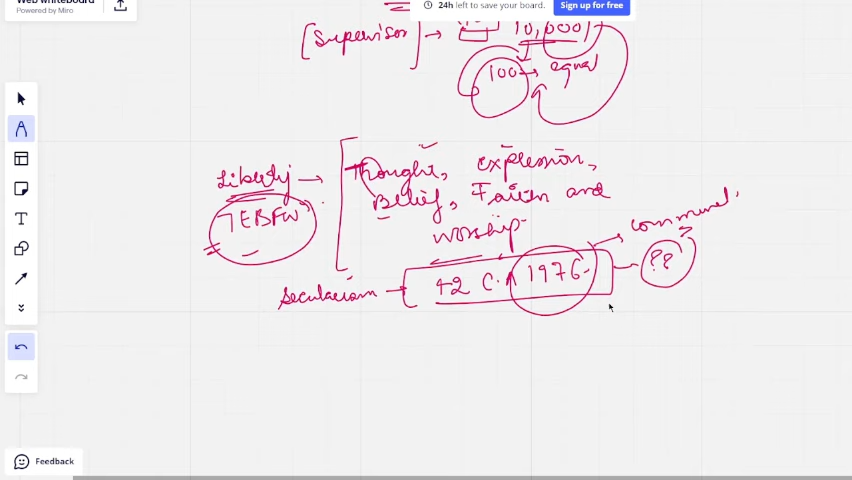 Web whiteboard
Powered by Miro
24h left to save your board.
Sign up for free
[Supervisor] → 10,000)
100 → equal
Liberty → Thought, expression,
TEBFW Belief, Faith and
worship
communal
secularism → 42 C.A 1976 ??
Feedback